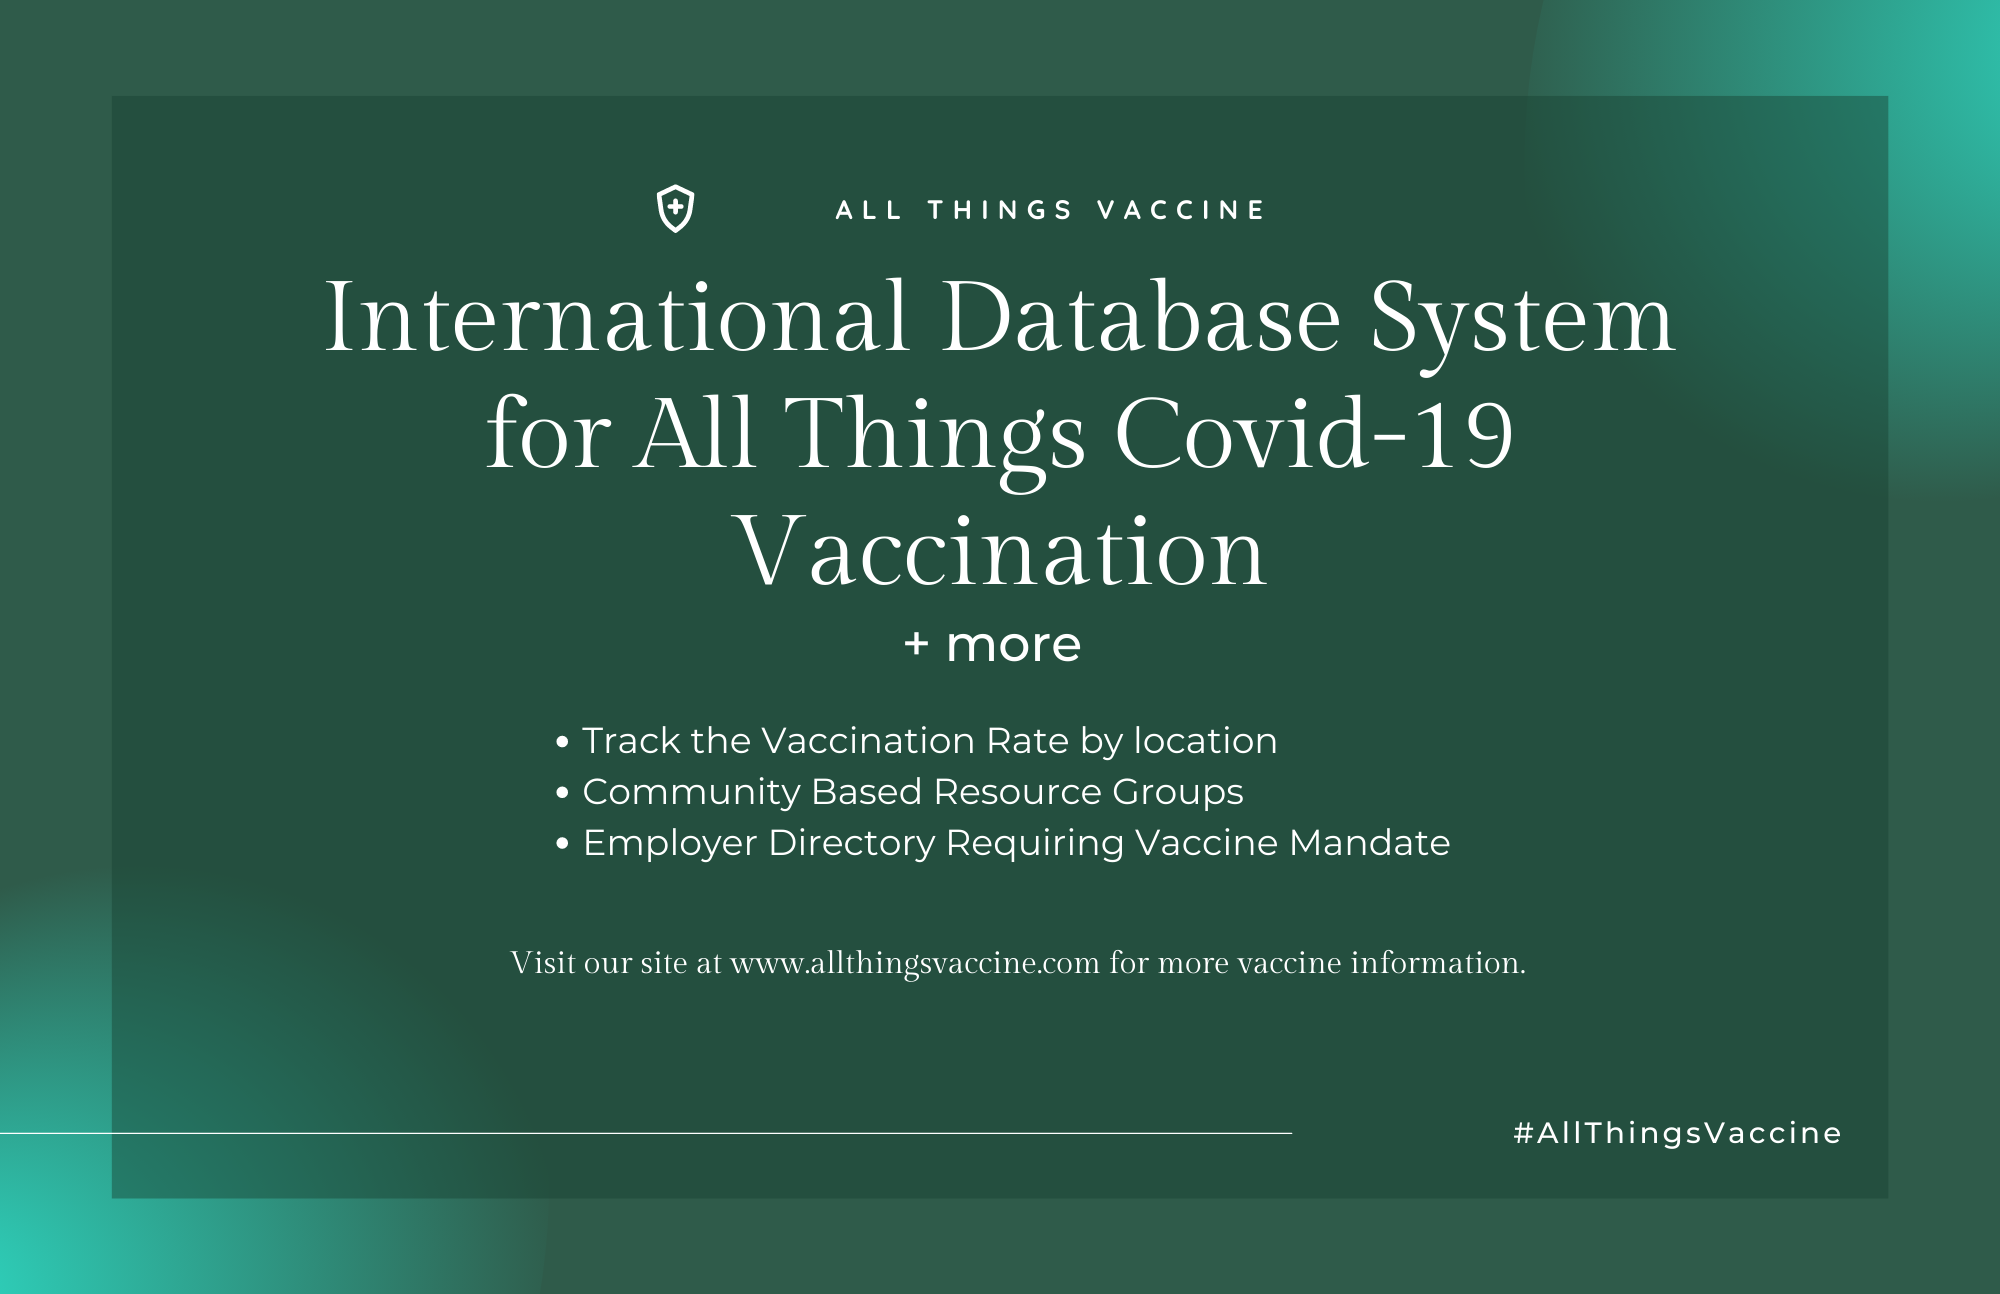 ALL THINGS VACCINE
International Database System
for All Things Covid-19
Vaccination
+ more
• Track the Vaccination Rate by location
• Community Based Resource Groups
• Employer Directory Requiring Vaccine Mandate
Visit our site at www.allthingsvaccine.com for more vaccine information.
#AllThingsVaccine